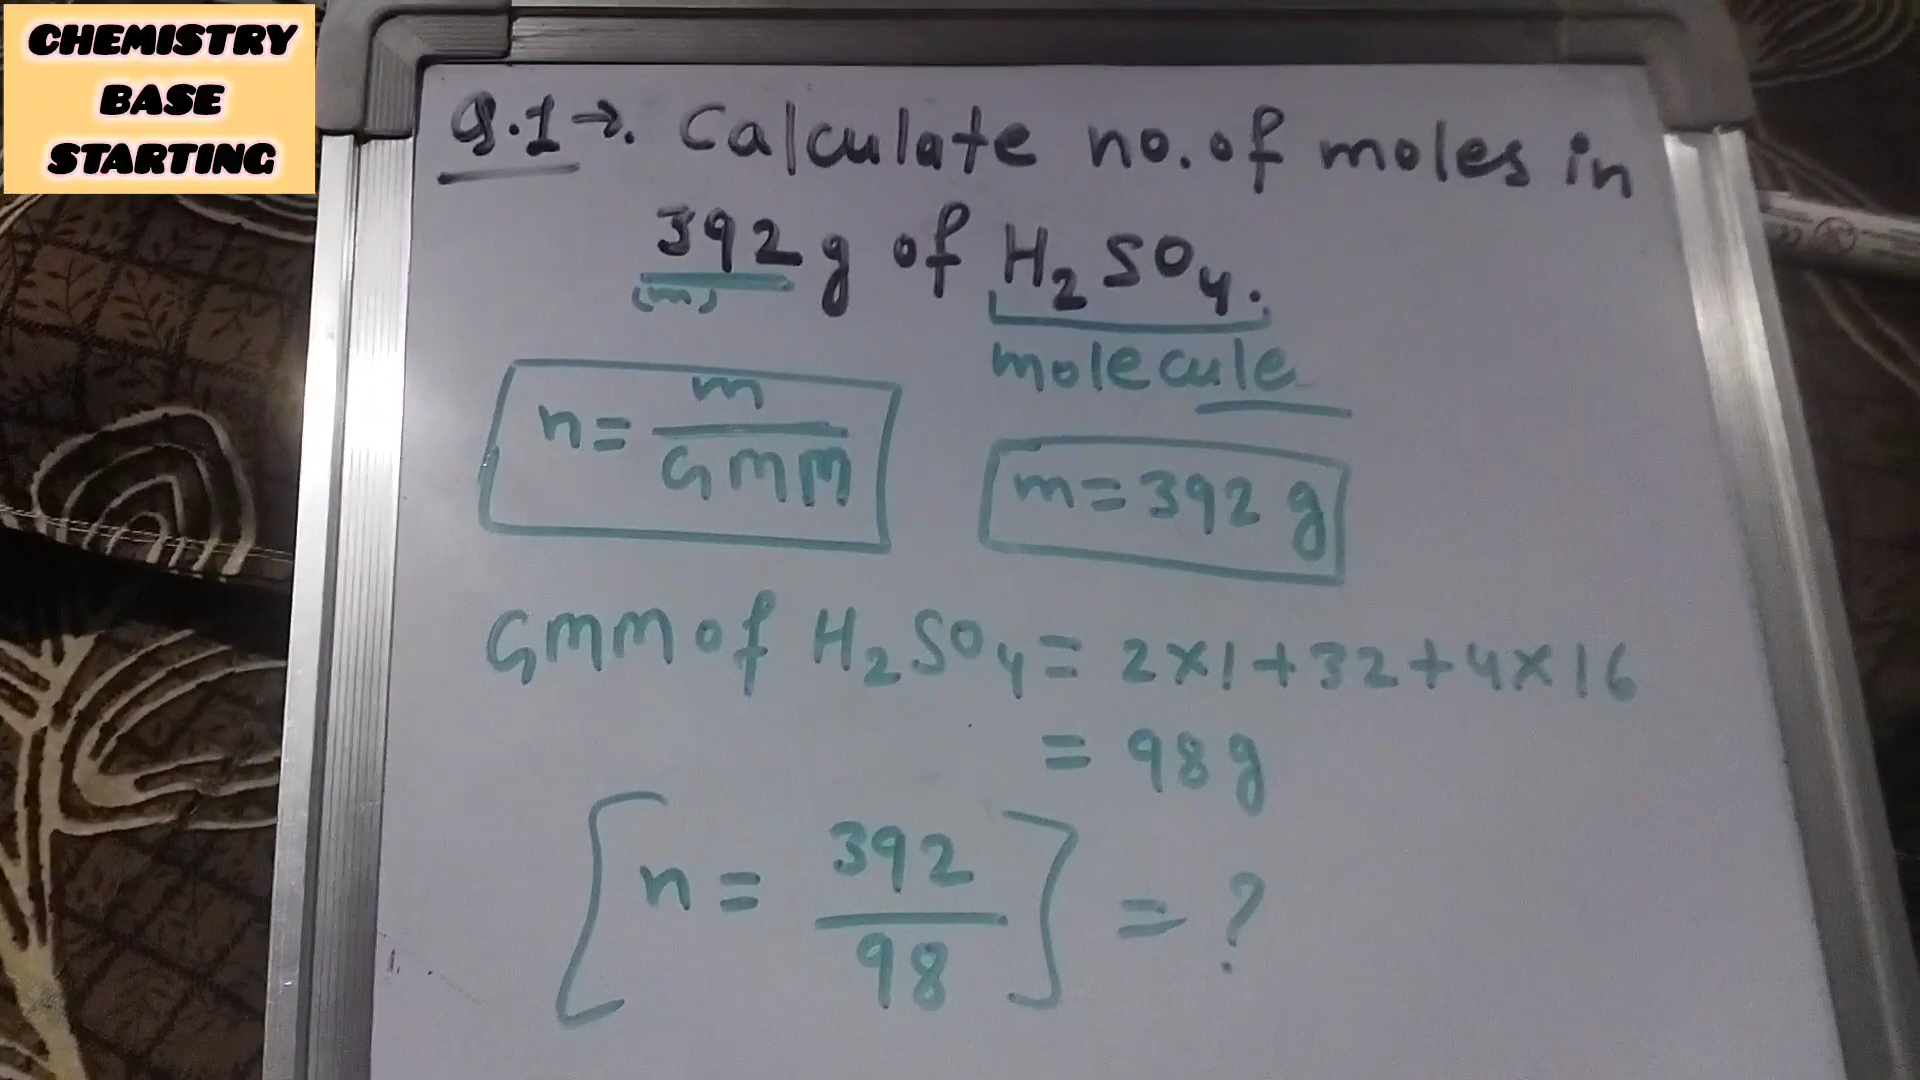 CHEMISTRY
BASE
STARTING
Q.1→. Calculate no. of moles in
392 g of H₂SO₄.
(m)
molecule
n = m / GMM
m = 392 g
GMM of H₂SO₄ = 2×1+32+4×16
= 98 g
[n = 392 / 98] = ?